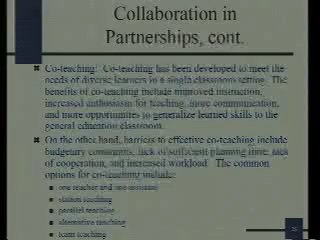 Collaboration in
Partnerships, cont.
Co-teaching: Co-teaching has been developed to meet the
needs of diverse learners in a single classroom setting. The
benefits of co-teaching include improved instruction,
increased enthusiasm for teaching, more communication,
and more opportunities to generalize learned skills to the
general education classroom.
On the other hand, barriers to effective co-teaching include
budgetary constraints, lack of sufficient planning time, lack
of cooperation, and increased workload. The common
options for co-teaching include:
one teacher and one assistant
station teaching
parallel teaching
alternative teaching
team teaching